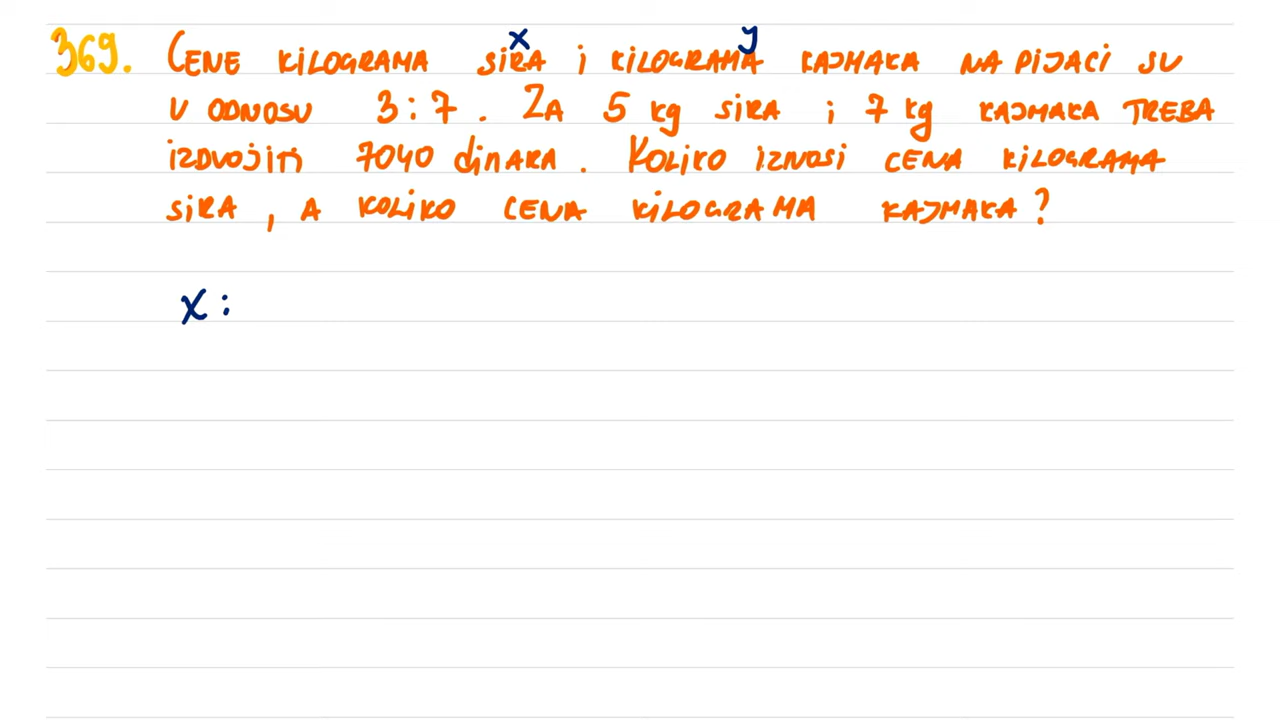 x y
369. Cene kilograma sira i kilograma kajmaka na pijaci su
u odnosu 3:7. Za 5 kg sira i 7 kg kajmaka treba
izdvojiti 7040 dinara. Koliko iznosi cena kilograma
sira, a koliko cena kilograma kajmaka?
x :